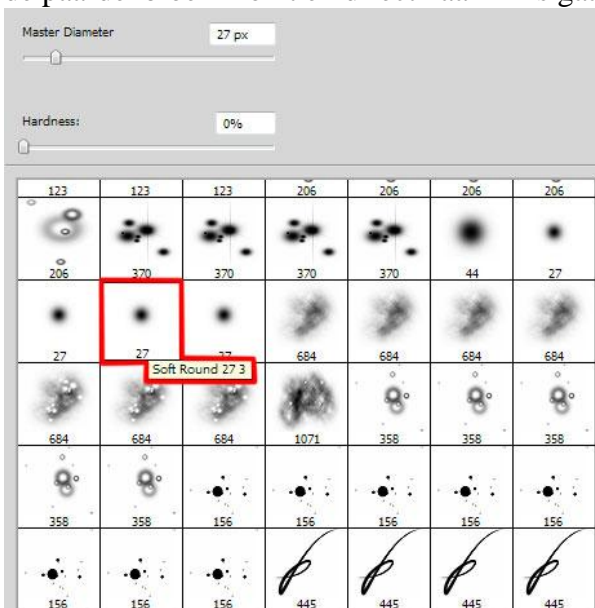 Master Diameter 27 px
Hardness: 0%
123 123 123 206 206 206 206
206 370 370 370 370 44 27
27 27 27 684 684 684 684
Soft Round 27 3
684 684 684 1071 358 358 358
358 358 156 156 156 156 156
156 156 156 445 445 445 445